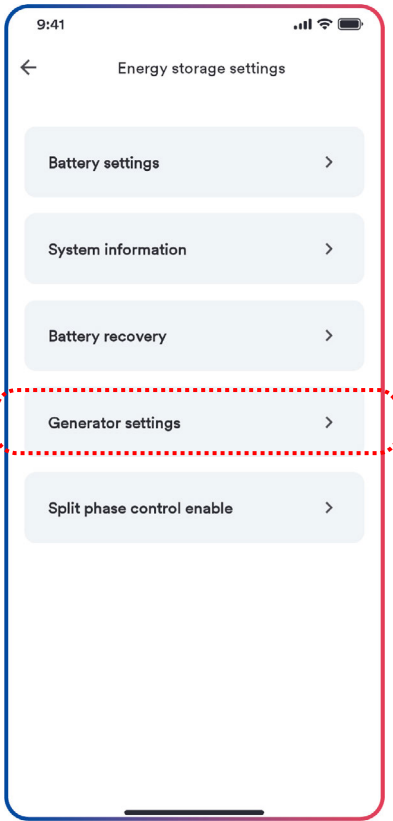 9:41
Energy storage settings
Battery settings
System information
Battery recovery
Generator settings
Split phase control enable